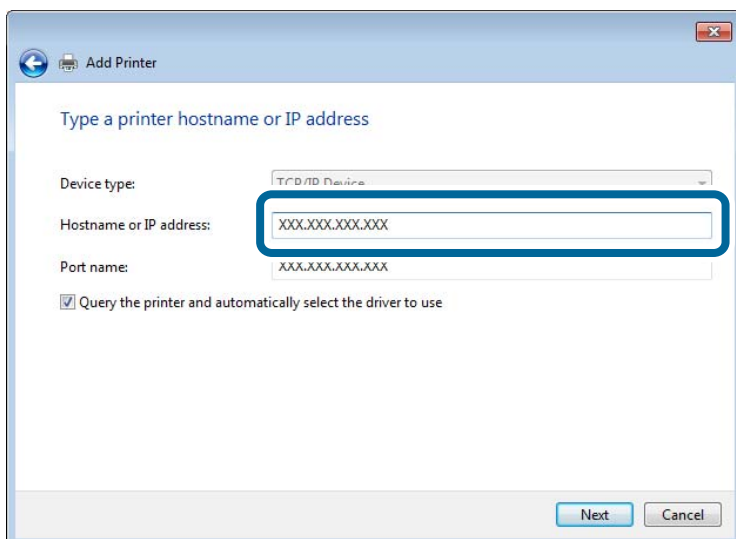 Add Printer
Type a printer hostname or IP address
Device type: TCP/IP Device
Hostname or IP address: XXX.XXX.XXX.XXX
Port name: XXX.XXX.XXX.XXX
Query the printer and automatically select the driver to use
Next Cancel